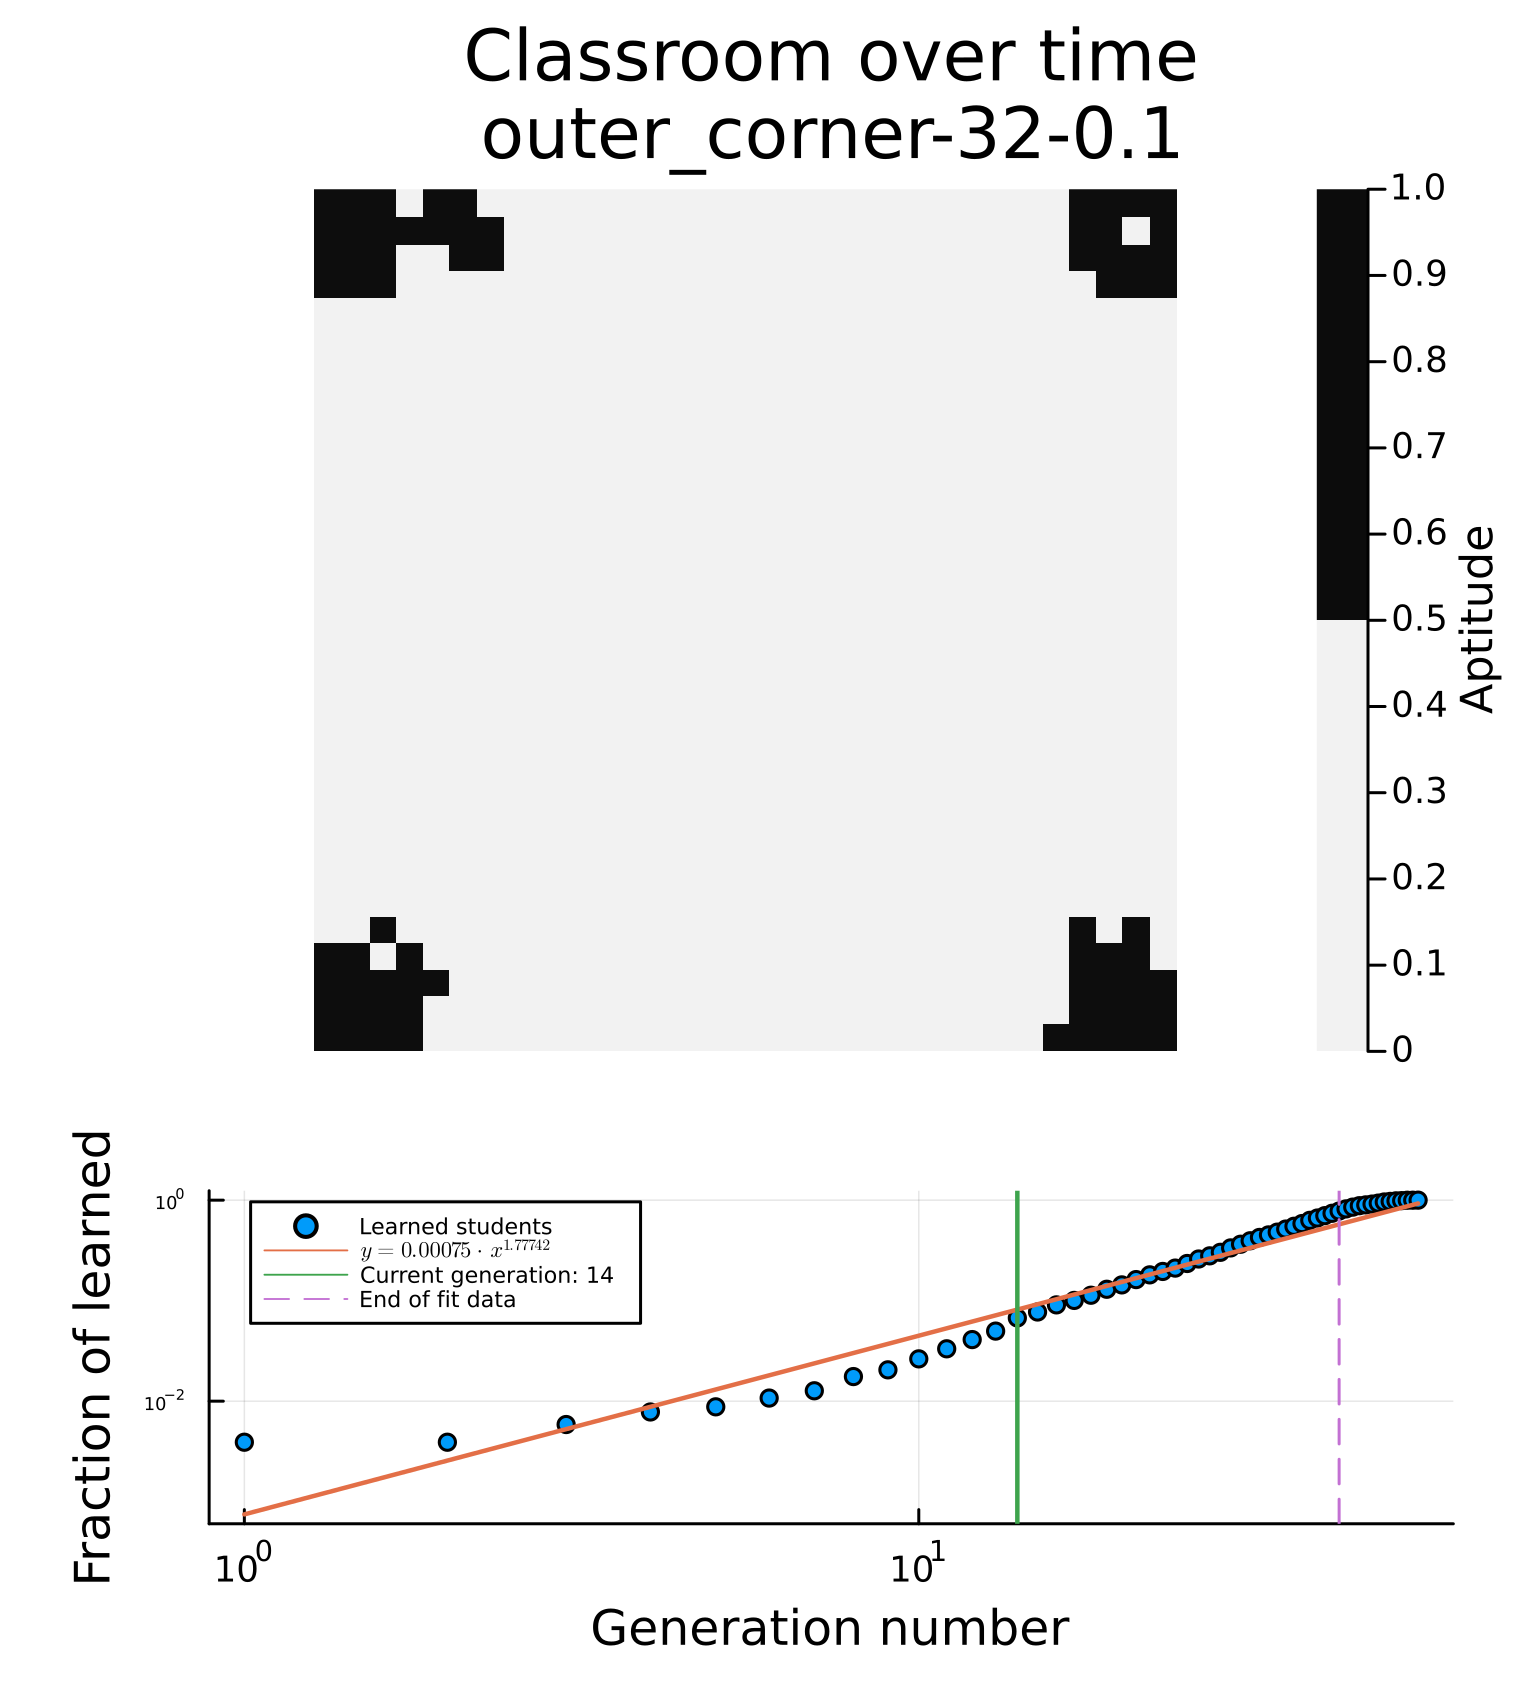 Classroom over time
outer_corner-32-0.1
1.0
0.9
0.8
0.7
0.6
0.5
0.4
0.3
0.2
0.1
0
Aptitude
Fraction of learned
10⁰
10⁻²
Learned students
y = 0.00075 · x^1.77742
Current generation: 14
End of fit data
10⁰
10¹
Generation number